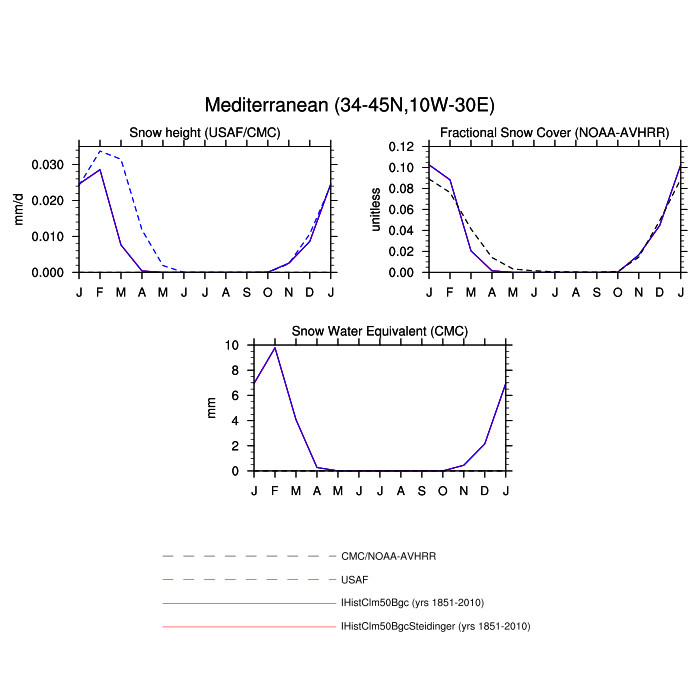 Mediterranean (34-45N,10W-30E)
Snow height (USAF/CMC)
mm/d
0.030
0.020
0.010
0.000
J F M A M J J A S O N D J
Fractional Snow Cover (NOAA-AVHRR)
unitless
0.12
0.10
0.08
0.06
0.04
0.02
0.00
J F M A M J J A S O N D J
Snow Water Equivalent (CMC)
mm
10
8
6
4
2
0
J F M A M J J A S O N D J
CMC/NOAA-AVHRR
USAF
IHistClm50Bgc (yrs 1851-2010)
IHistClm50BgcSteidinger (yrs 1851-2010)